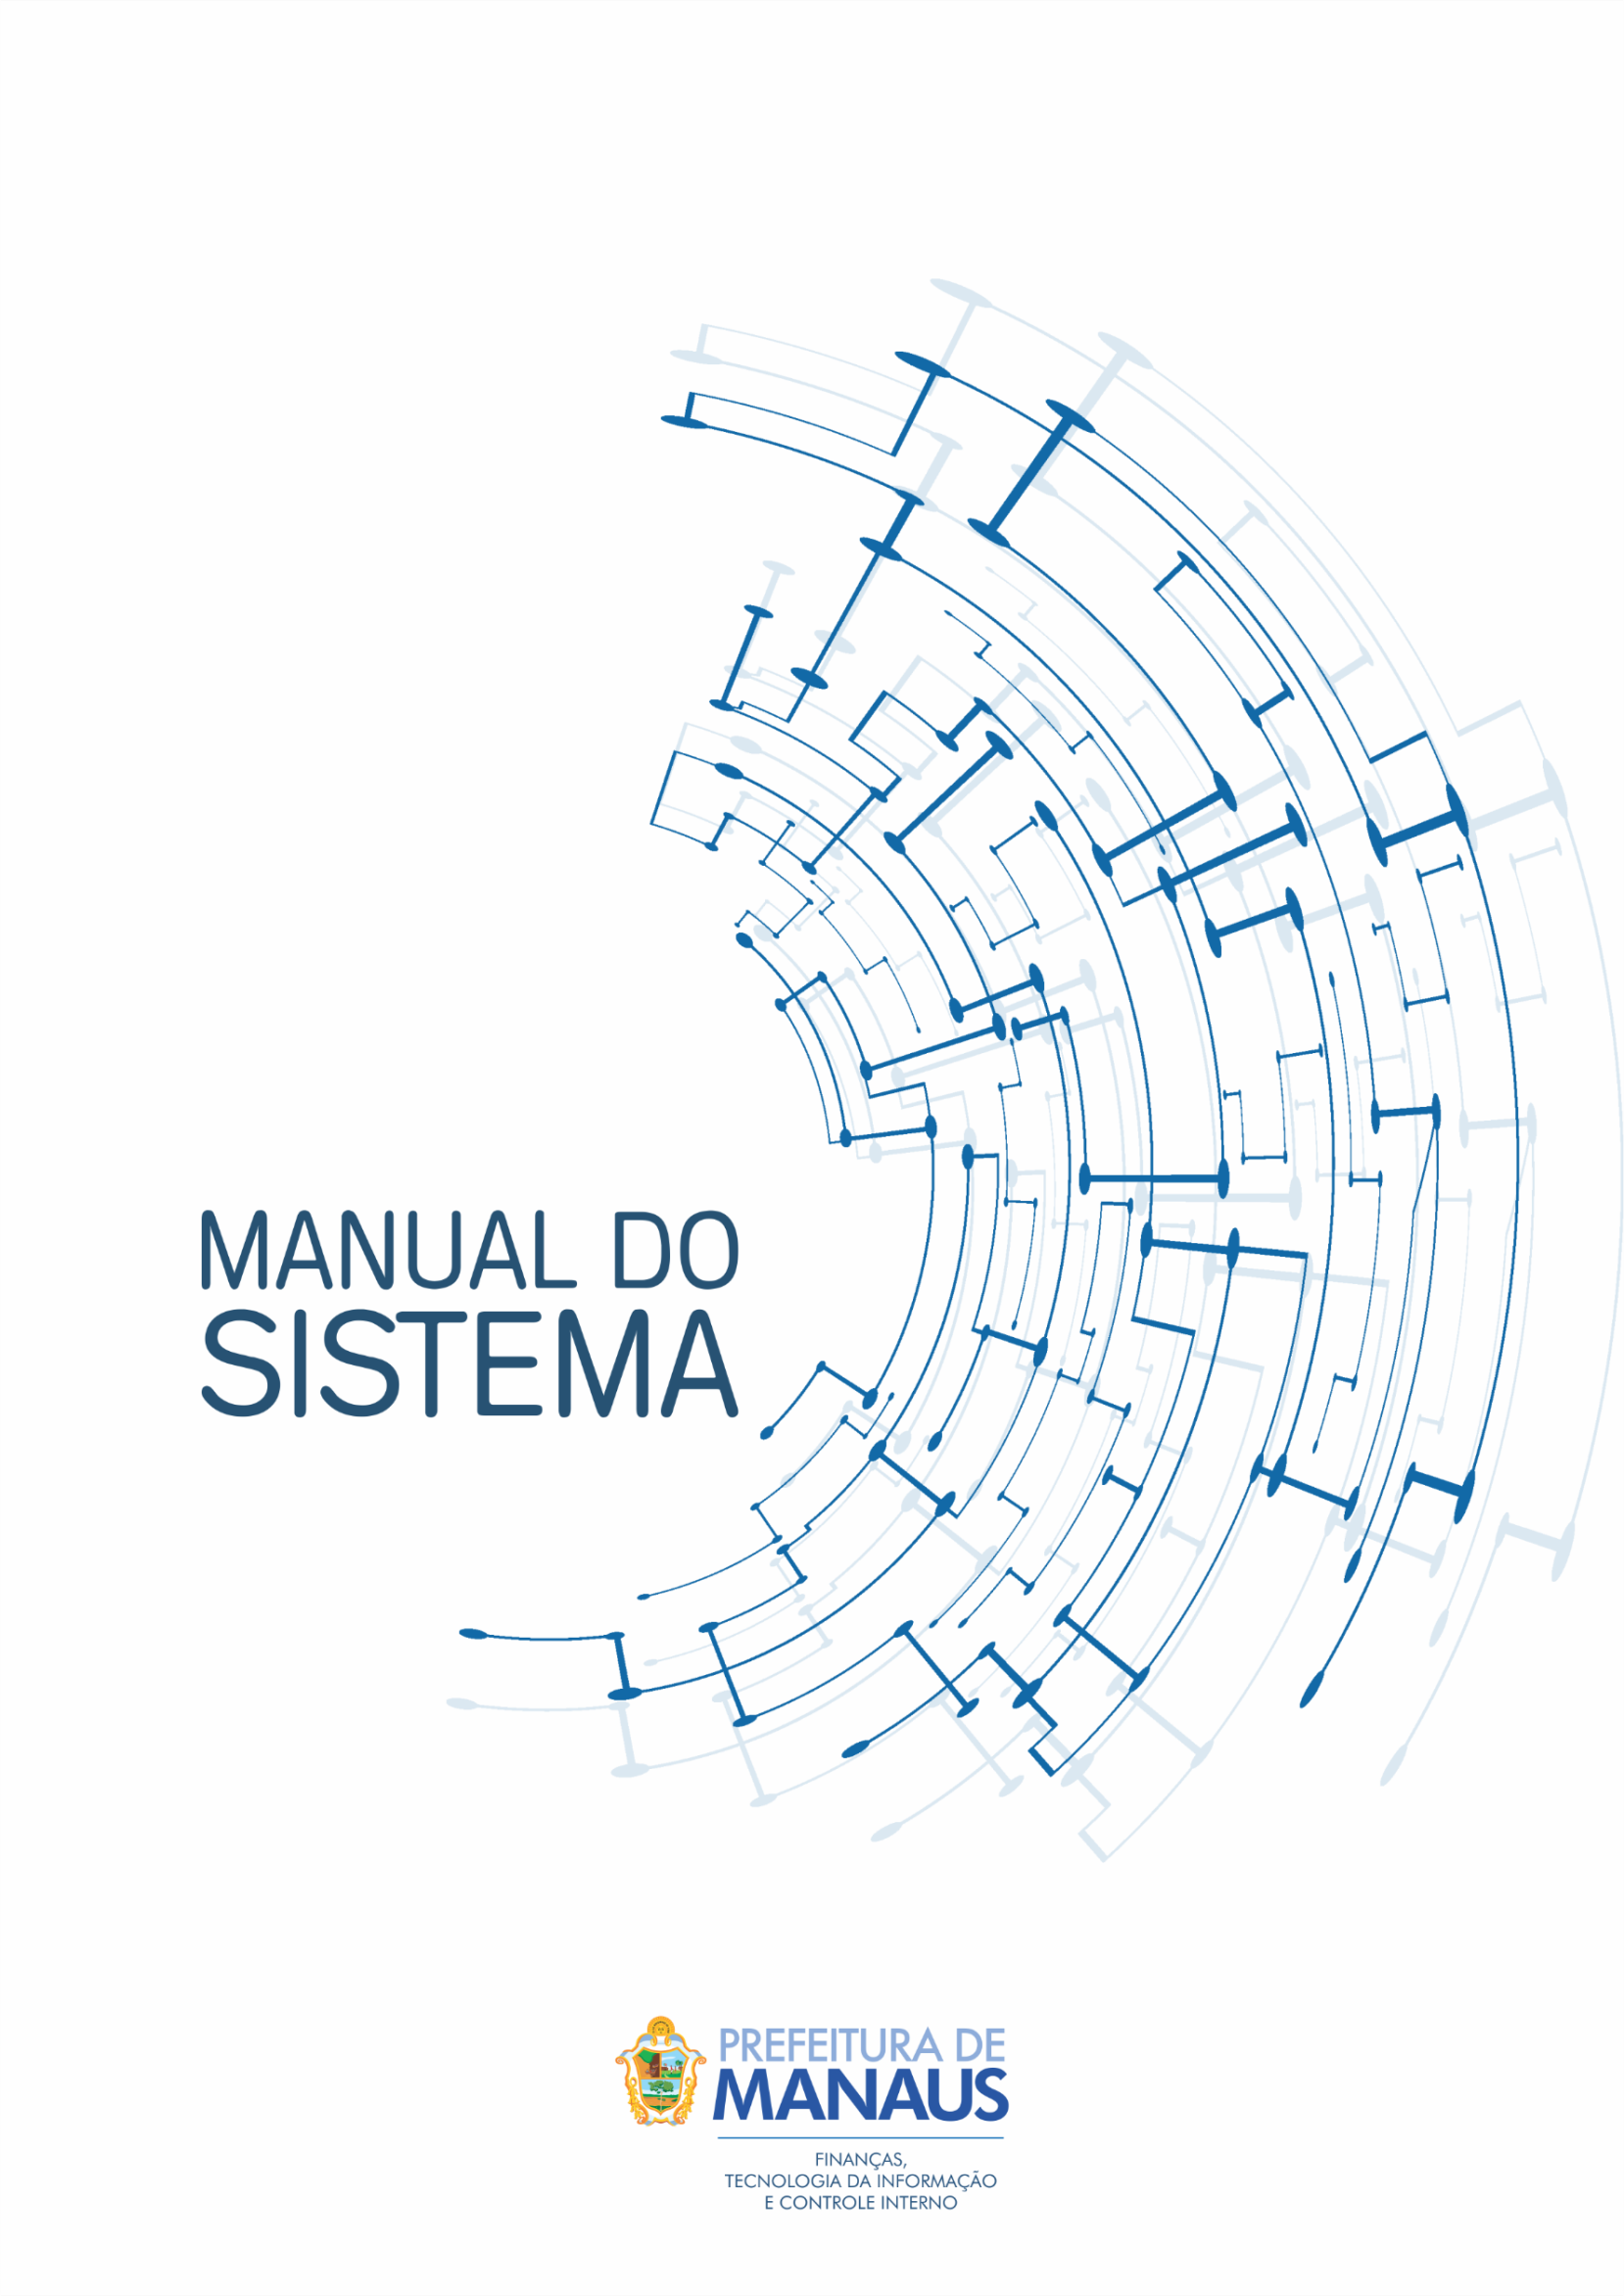 MANUAL DO
SISTEMA
PREFEITURA DE
MANAUS
FINANÇAS,
TECNOLOGIA DA INFORMAÇÃO
E CONTROLE INTERNO